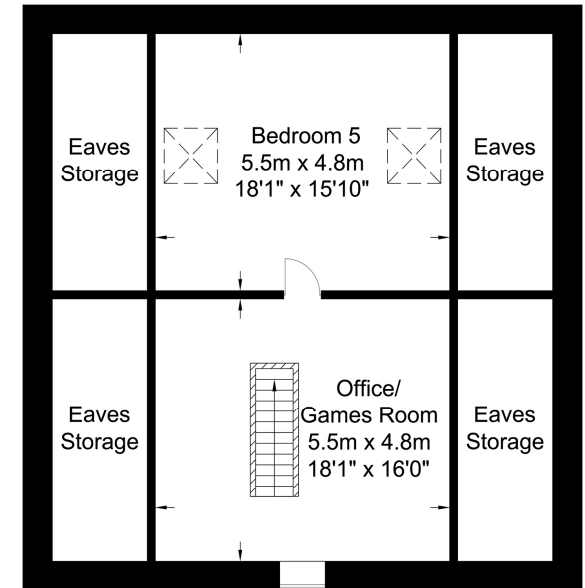 Eaves
Storage
Bedroom 5
5.5m x 4.8m
18'1" x 15'10"
Eaves
Storage
Eaves
Storage
Office/
Games Room
5.5m x 4.8m
18'1" x 16'0"
Eaves
Storage